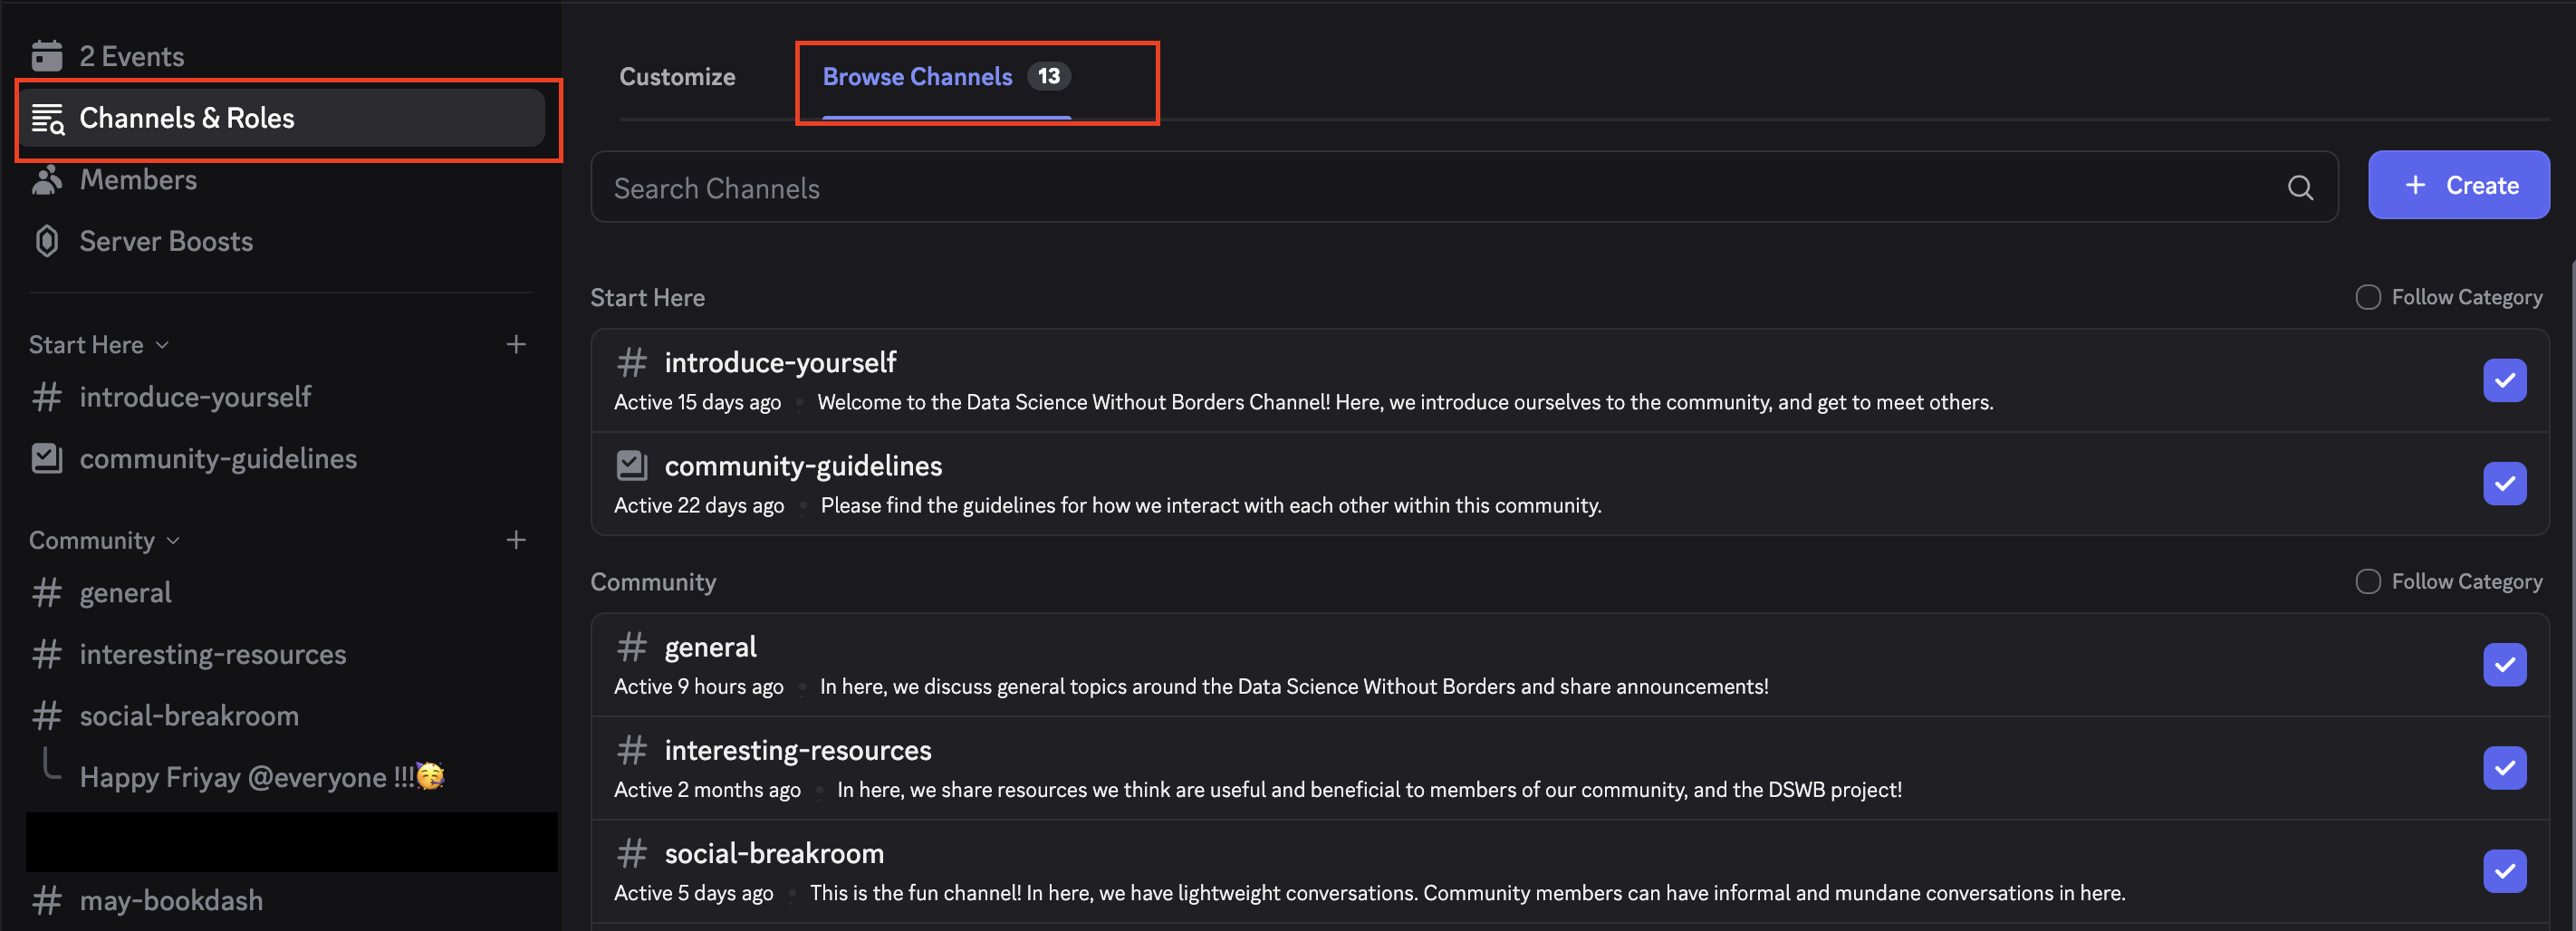 2 Events
Channels & Roles
Members
Server Boosts
Start Here
introduce-yourself
community-guidelines
Community
general
interesting-resources
social-breakroom
Happy Friyay @everyone !!!🥳
may-bookdash
Customize
Browse Channels 13
Search Channels
+ Create
Start Here
Follow Category
introduce-yourself
Active 15 days ago • Welcome to the Data Science Without Borders Channel! Here, we introduce ourselves to the community, and get to meet others.
community-guidelines
Active 22 days ago • Please find the guidelines for how we interact with each other within this community.
Community
Follow Category
general
Active 9 hours ago • In here, we discuss general topics around the Data Science Without Borders and share announcements!
interesting-resources
Active 2 months ago • In here, we share resources we think are useful and beneficial to members of our community, and the DSWB project!
social-breakroom
Active 5 days ago • This is the fun channel! In here, we have lightweight conversations. Community members can have informal and mundane conversations in here.